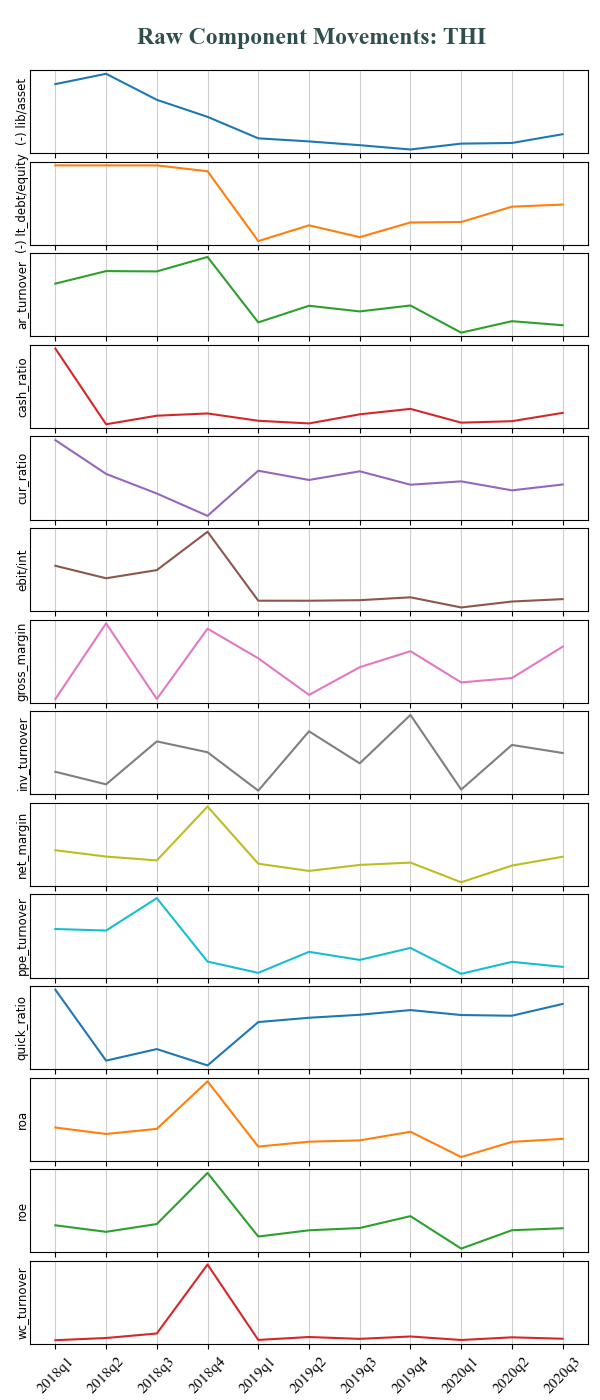 Raw Component Movements: THI
(-) lib/asset
(-) lt_debt/equity
ar_turnover
cash_ratio
cur_ratio
ebit/int
gross_margin
inv_turnover
net_margin
ppe_turnover
quick_ratio
roa
roe
wc_turnover
2018q1 2018q2 2018q3 2018q4 2019q1 2019q2 2019q3 2019q4 2020q1 2020q2 2020q3